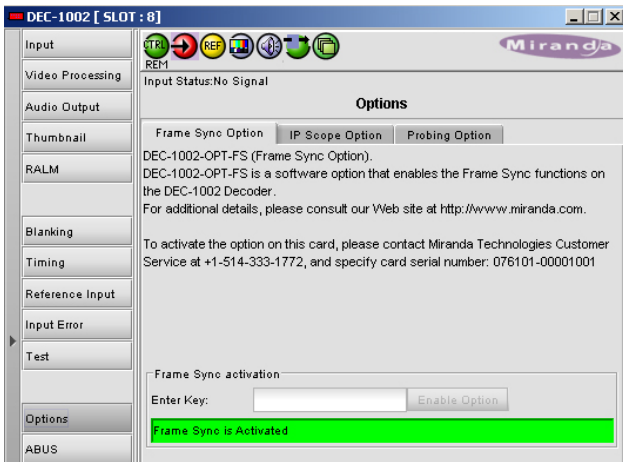 DEC-1002 [ SLOT : 8]
Input
Video Processing
Audio Output
Thumbnail
RALM
Blanking
Timing
Reference Input
Input Error
Test
Options
ABUS
CTRL
REM
REF
Miranda
Input Status:No Signal
Options
Frame Sync Option
IP Scope Option
Probing Option
DEC-1002-OPT-FS (Frame Sync Option).
DEC-1002-OPT-FS is a software option that enables the Frame Sync functions on
the DEC-1002 Decoder.
For additional details, please consult our Web site at http://www.miranda.com.
To activate the option on this card, please contact Miranda Technologies Customer
Service at +1-514-333-1772, and specify card serial number: 076101-00001001
Frame Sync activation
Enter Key:
Enable Option
Frame Sync is Activated